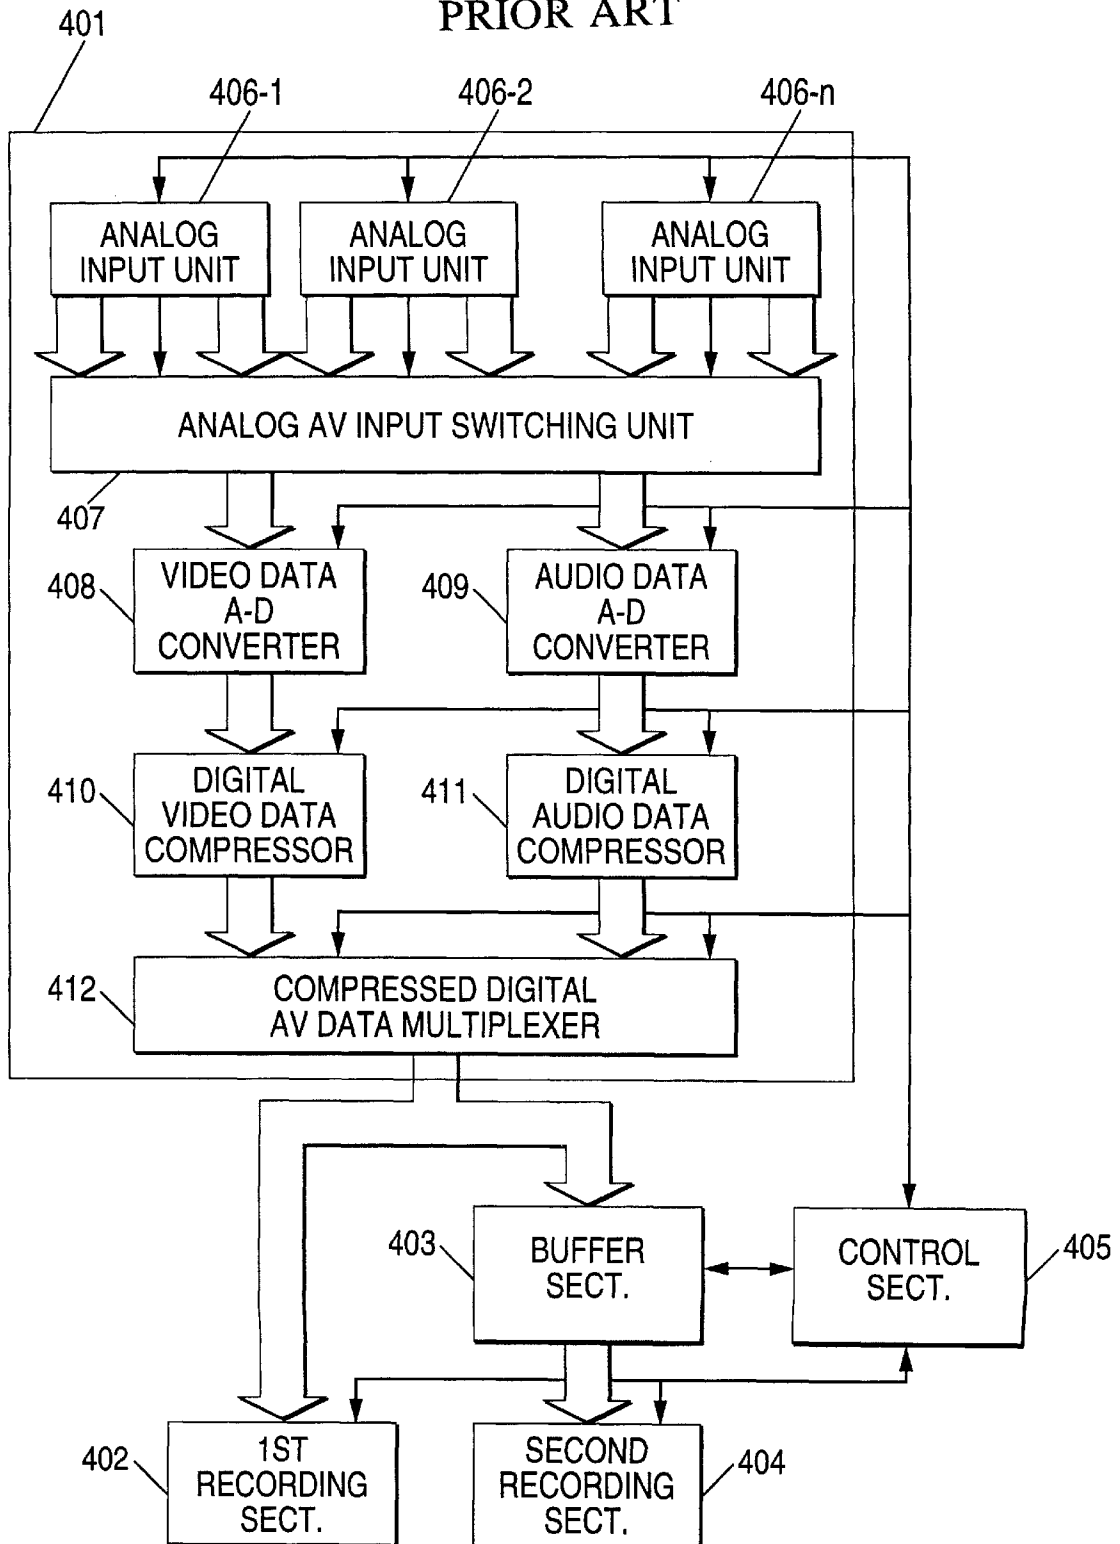 PRIOR ART
401
406-1
406-2
406-n
ANALOG
INPUT UNIT
ANALOG
INPUT UNIT
ANALOG
INPUT UNIT
ANALOG AV INPUT SWITCHING UNIT
407
408
VIDEO DATA
A-D
CONVERTER
409
AUDIO DATA
A-D
CONVERTER
410
DIGITAL
VIDEO DATA
COMPRESSOR
411
DIGITAL
AUDIO DATA
COMPRESSOR
412
COMPRESSED DIGITAL
AV DATA MULTIPLEXER
403
BUFFER
SECT.
CONTROL
SECT.
405
402
1ST
RECORDING
SECT.
SECOND
RECORDING
SECT.
404